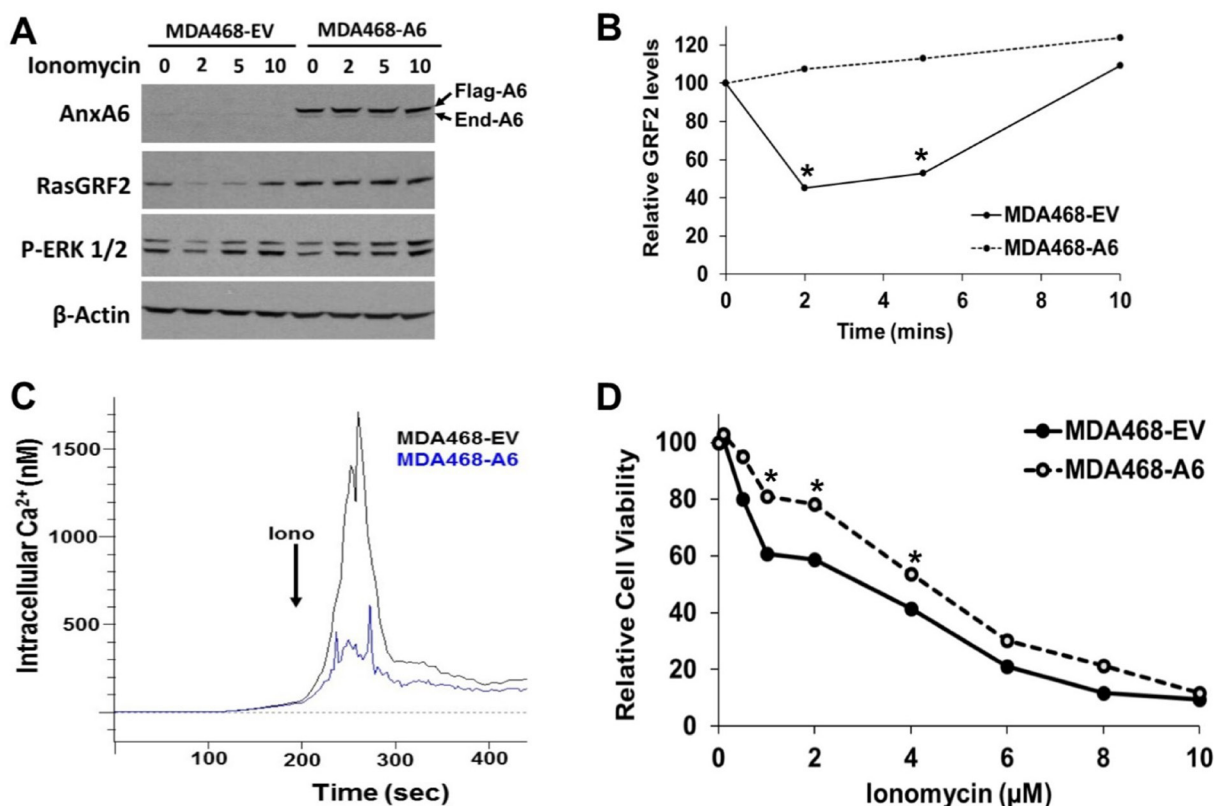 A
MDA468-EV MDA468-A6
Ionomycin 0 2 5 10 0 2 5 10
AnxA6
Flag-A6
End-A6
RasGRF2
P-ERK 1/2
β-Actin
B
Relative GRF2 levels
120
100
80
60
40
20
0
* *
MDA468-EV
MDA468-A6
0 2 4 6 8 10
Time (mins)
C
Intracellular Ca²⁺ (nM)
1500
1000
500
MDA468-EV
MDA468-A6
Iono
100 200 300 400
Time (sec)
D
Relative Cell Viability
100
80
60
40
20
0
* * *
MDA468-EV
MDA468-A6
0 2 4 6 8 10
Ionomycin (µM)